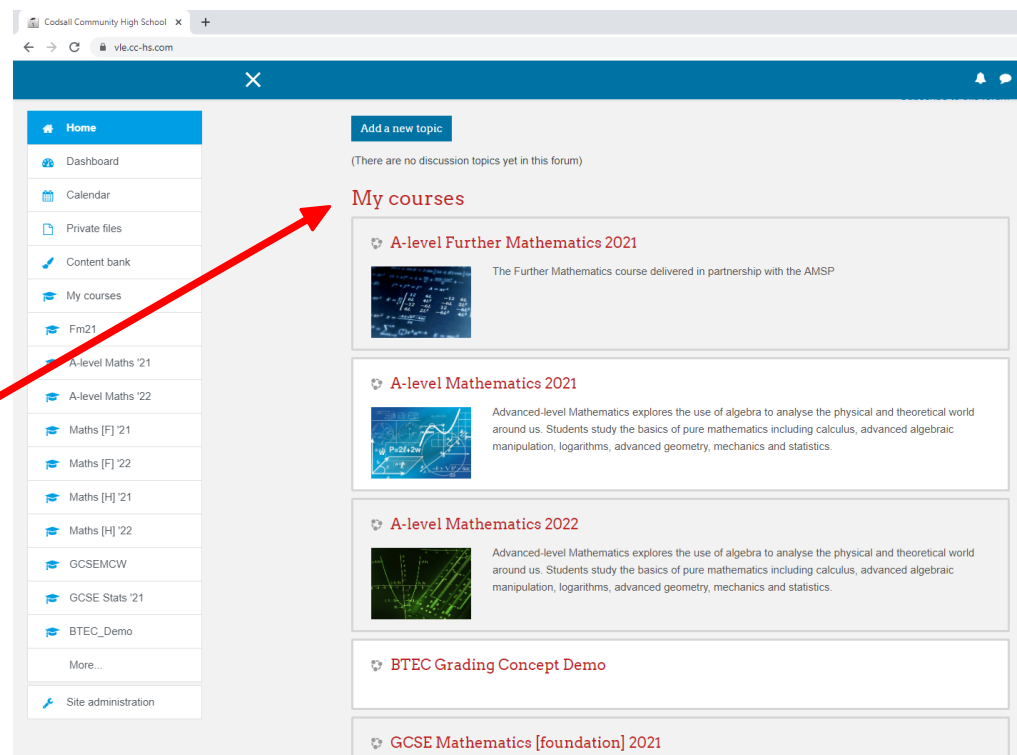 Codsall Community High School
vle.cc-hs.com
Home
Dashboard
Calendar
Private files
Content bank
My courses
Fm21
A-level Maths '21
A-level Maths '22
Maths [F] '21
Maths [F] '22
Maths [H] '21
Maths [H] '22
GCSEMCW
GCSE Stats '21
BTEC_Demo
More...
Site administration
Add a new topic
(There are no discussion topics yet in this forum)
My courses
A-level Further Mathematics 2021
The Further Mathematics course delivered in partnership with the AMSP
A-level Mathematics 2021
P=2ℓ+2w
Advanced-level Mathematics explores the use of algebra to analyse the physical and theoretical world
around us. Students study the basics of pure mathematics including calculus, advanced algebraic
manipulation, logarithms, advanced geometry, mechanics and statistics.
A-level Mathematics 2022
Advanced-level Mathematics explores the use of algebra to analyse the physical and theoretical world
around us. Students study the basics of pure mathematics including calculus, advanced algebraic
manipulation, logarithms, advanced geometry, mechanics and statistics.
BTEC Grading Concept Demo
GCSE Mathematics [foundation] 2021